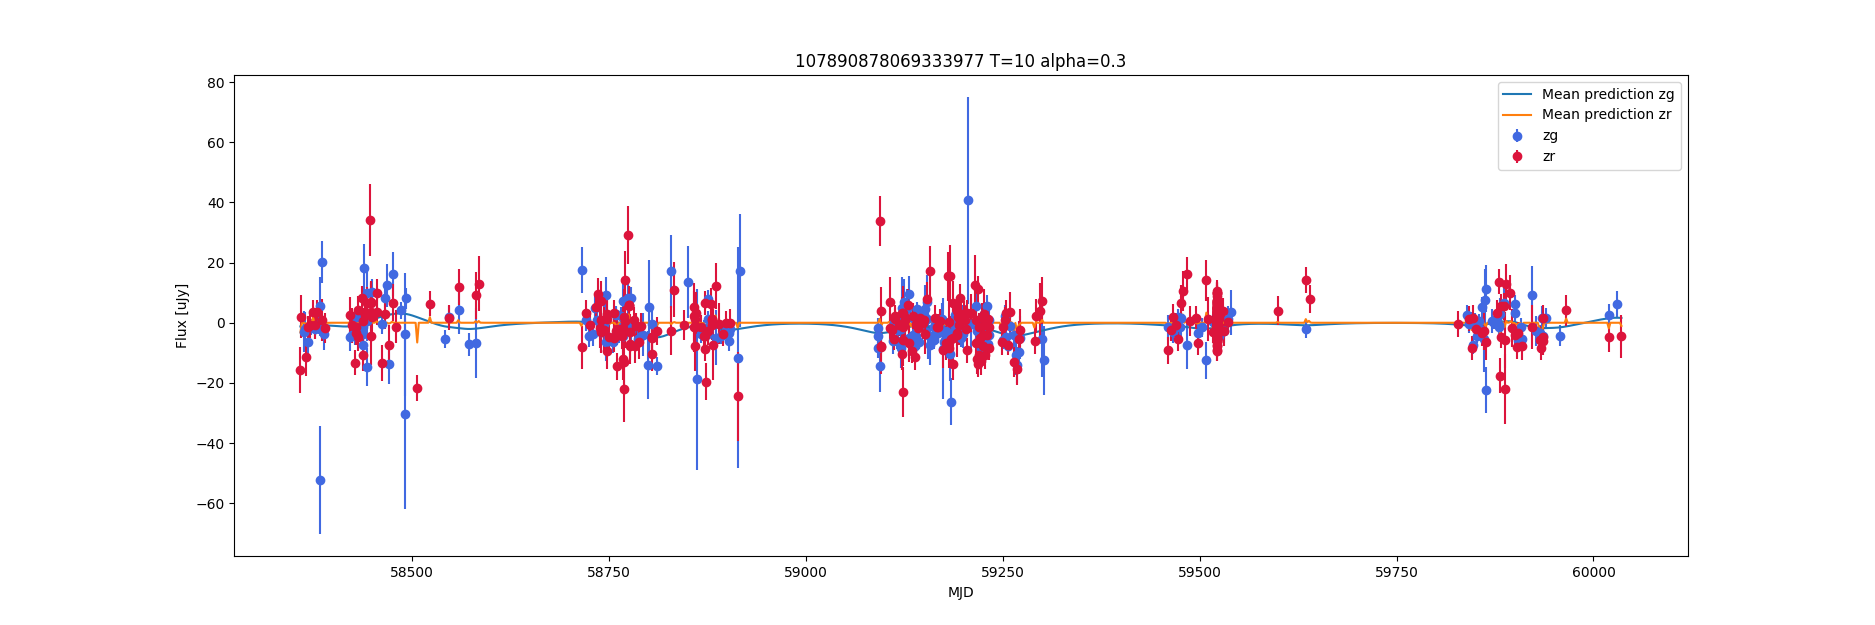 107890878069333977 T=10 alpha=0.3
80
60
40
20
0
−20
−40
−60
Flux [uJy]
58500
58750
59000
59250
59500
59750
60000
MJD
Mean prediction zg
Mean prediction zr
zg
zr